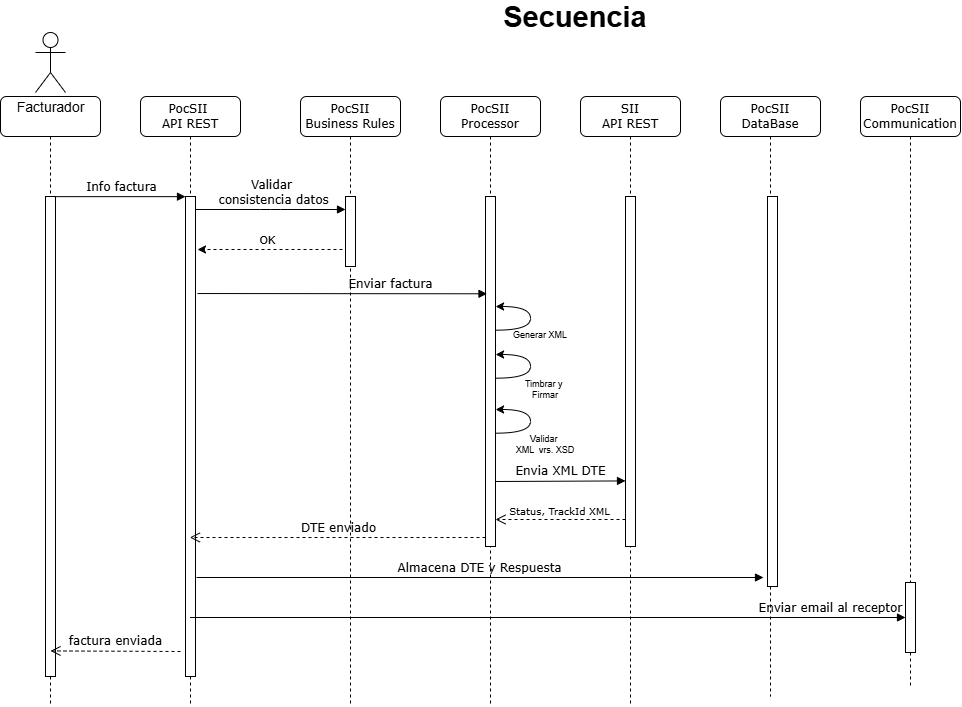 Secuencia
Facturador
PocSII
API REST
PocSII
Business Rules
PocSII
Processor
SII
API REST
PocSII
DataBase
PocSII
Communication
Info factura
Validar
consistencia datos
OK
Enviar factura
Generar XML
Timbrar y
Firmar
Validar
XML vrs. XSD
Envia XML DTE
Status, TrackId XML
DTE enviado
Almacena DTE y Respuesta
Enviar email al receptor
factura enviada